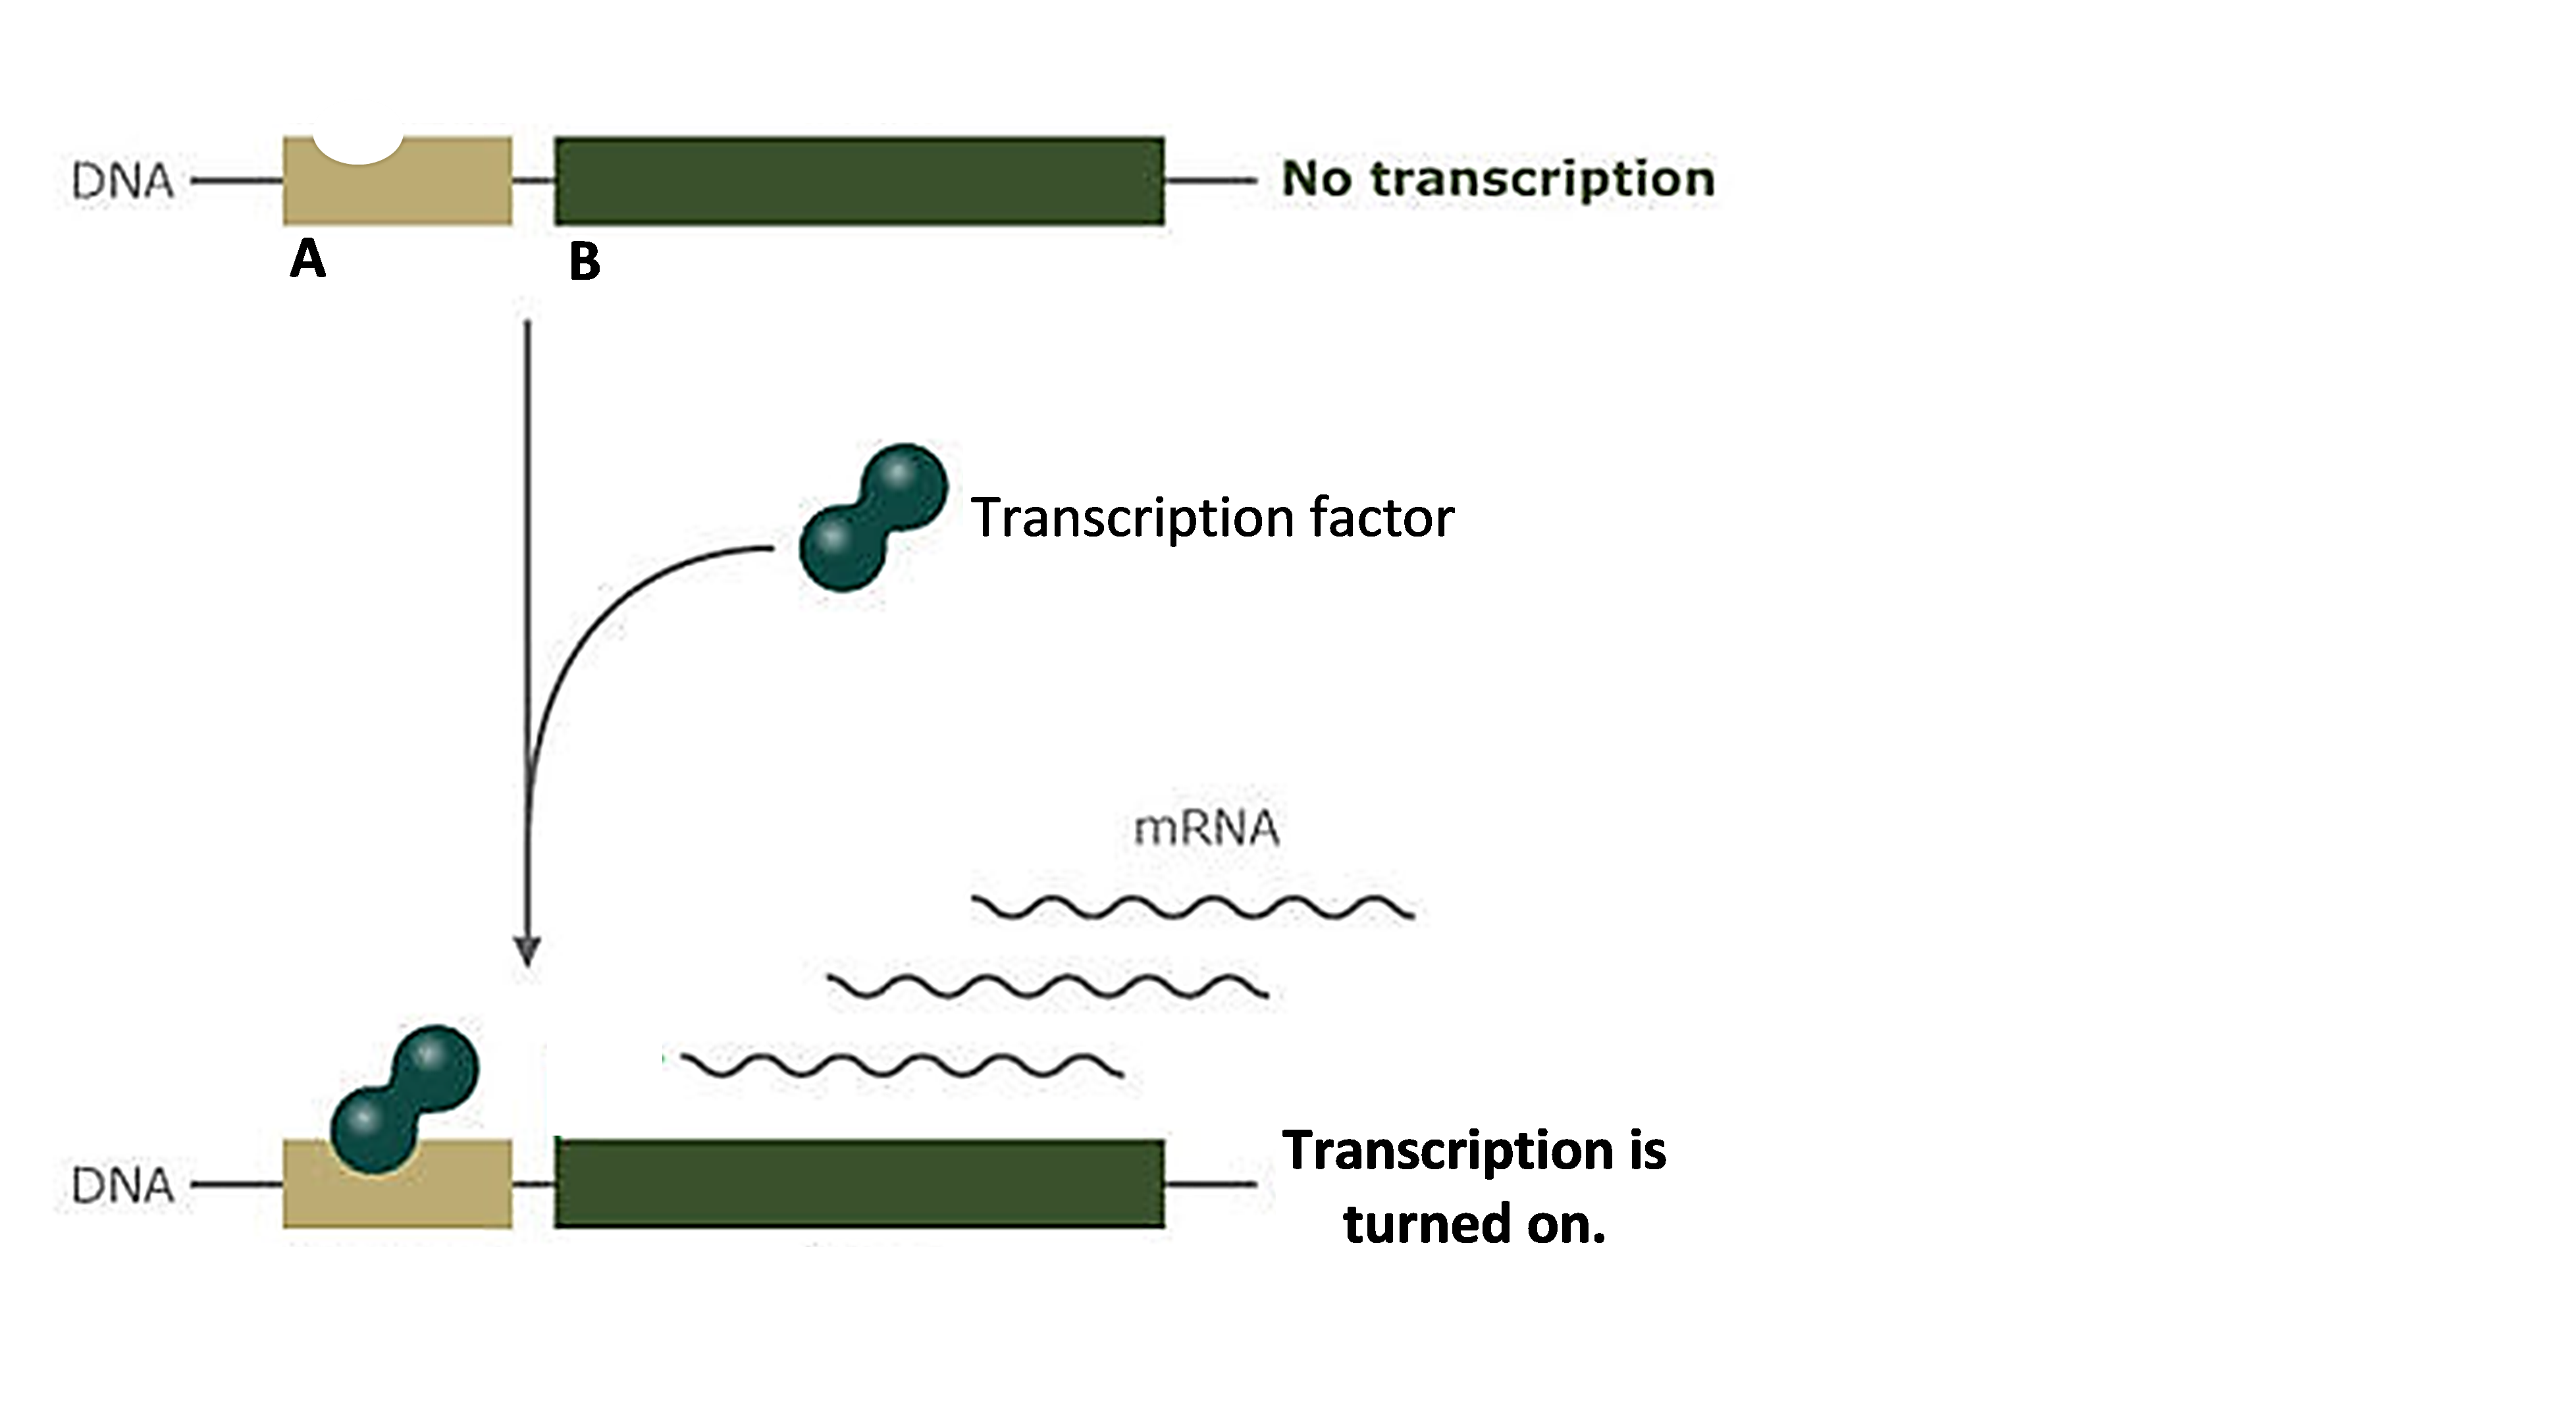 DNA
No transcription
A
B
Transcription factor
mRNA
DNA
Transcription is
turned on.